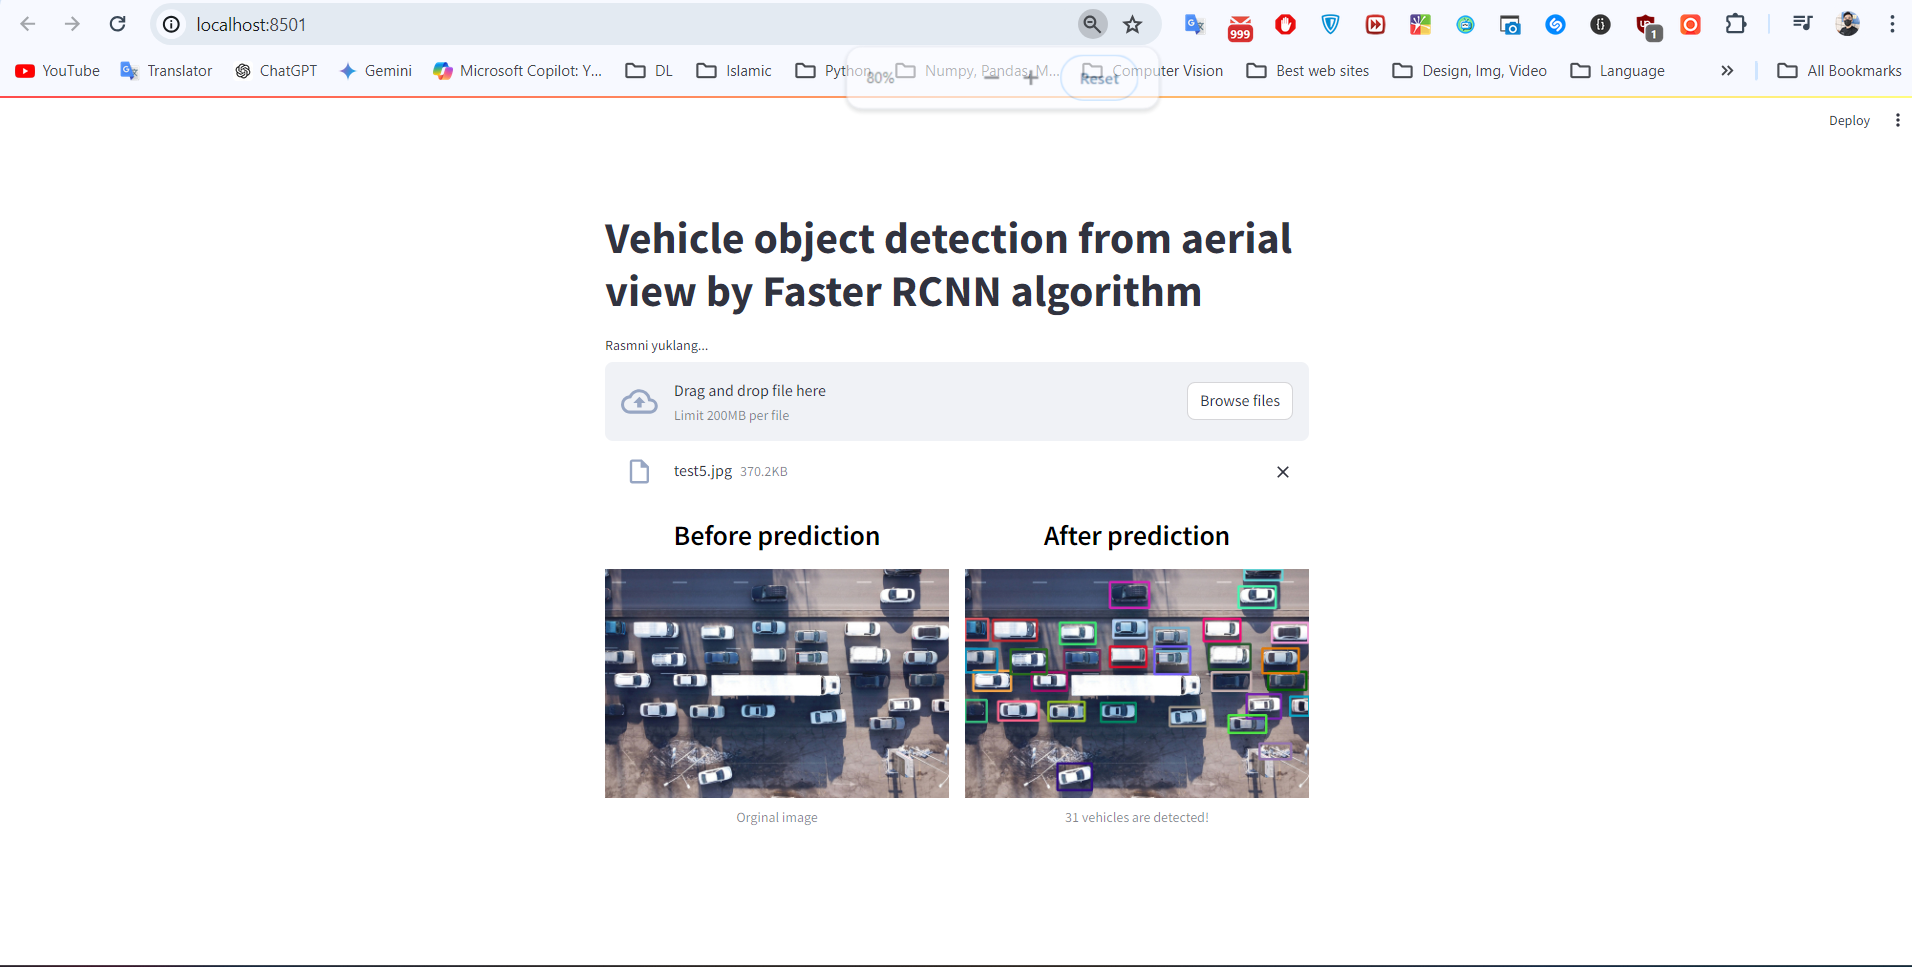 localhost:8501
999
1
YouTube
Translator
ChatGPT
Gemini
Microsoft Copilot: Y...
DL
Islamic
Python
Numpy, Pandas, M...
Computer Vision
Best web sites
Design, Img, Video
Language
All Bookmarks
80%
Reset
Deploy
Vehicle object detection from aerial
view by Faster RCNN algorithm
Rasmni yuklang...
Drag and drop file here
Limit 200MB per file
Browse files
test5.jpg 370.2KB
Before prediction
After prediction
Orginal image
31 vehicles are detected!